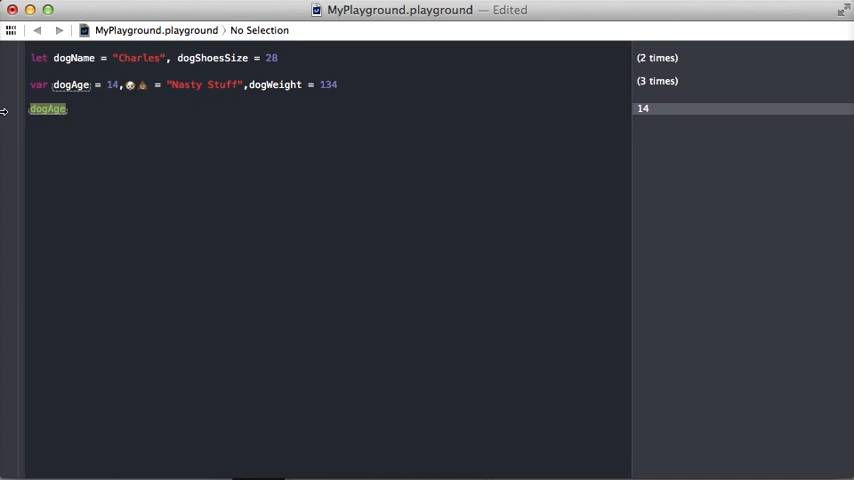 MyPlayground.playground — Edited
MyPlayground.playground 〉No Selection
let dogName = "Charles", dogShoesSize = 28
(2 times)
var dogAge = 14,🐶💩 = "Nasty Stuff",dogWeight = 134
(3 times)
dogAge
14